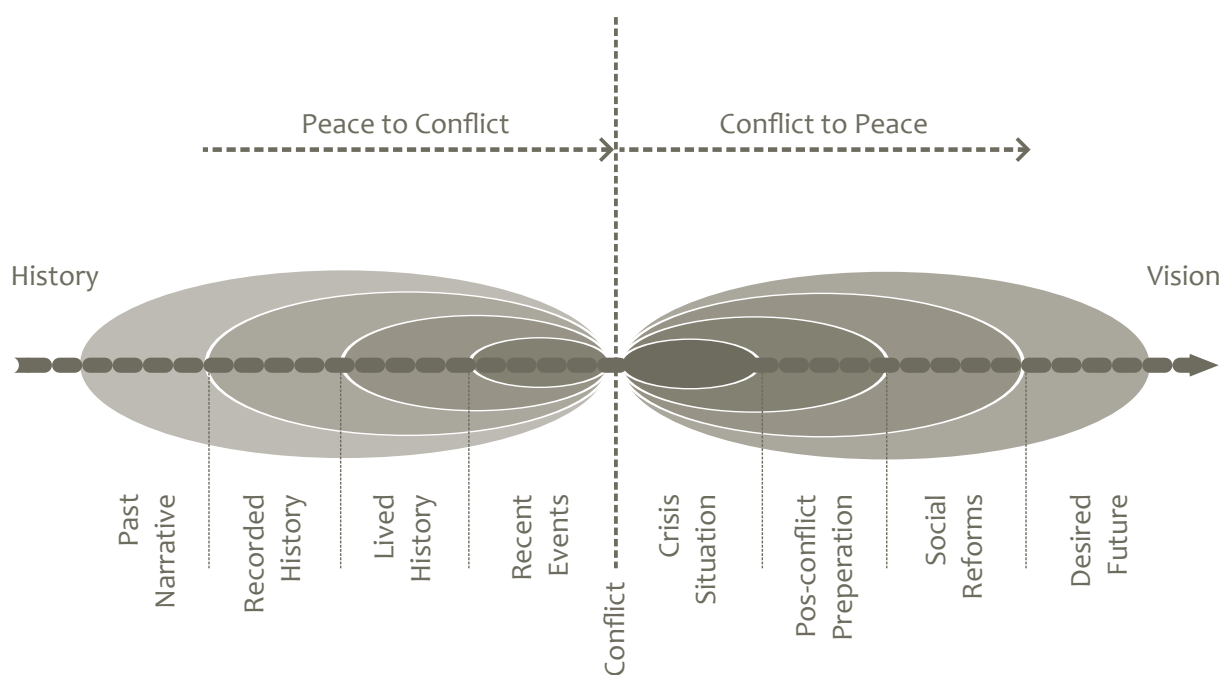 Peace to Conflict
Conflict to Peace
History
Vision
Past
Narrative
Recorded
History
Lived
History
Recent
Events
Conflict
Crisis
Situation
Pos-conflict
Preperation
Social
Reforms
Desired
Future